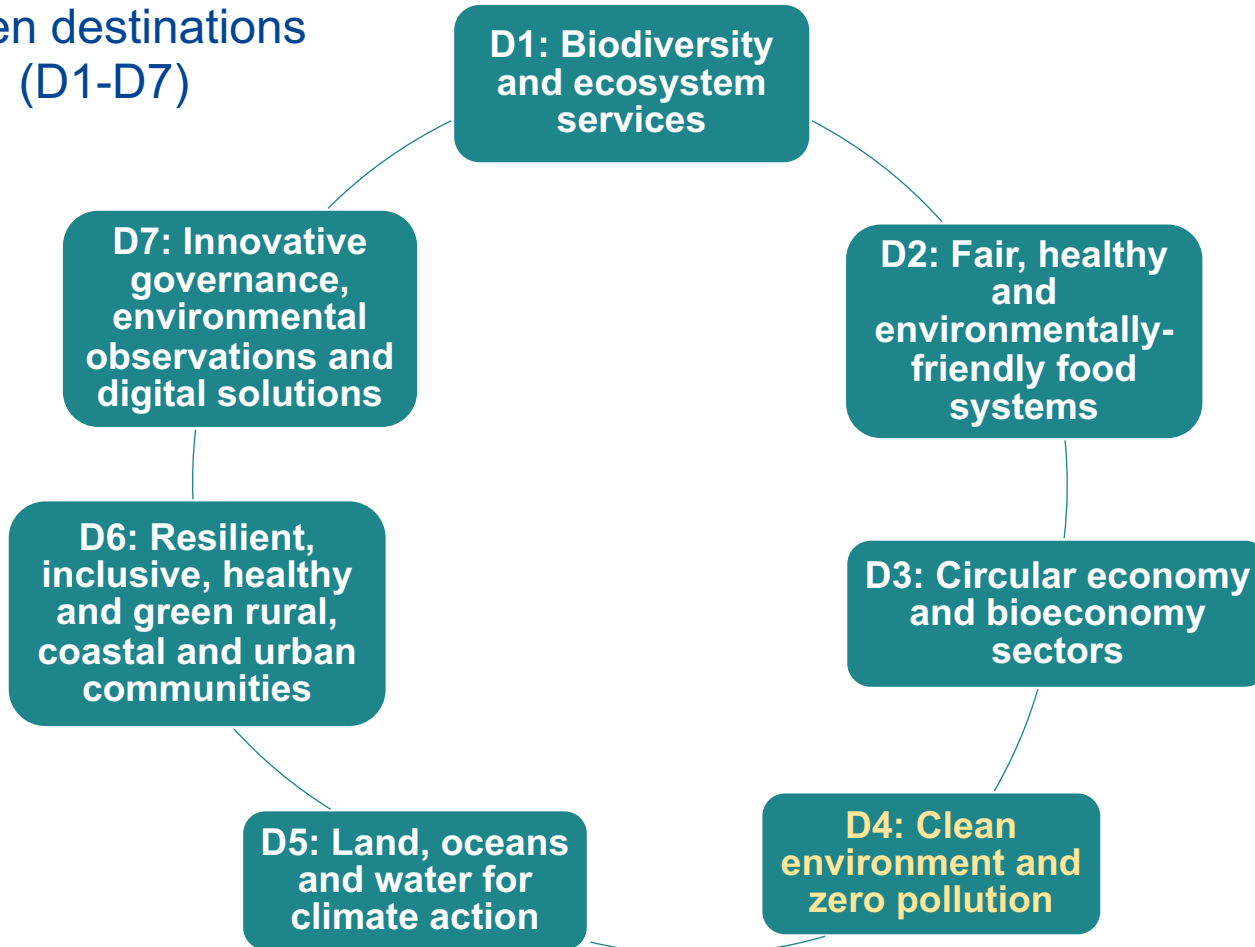 en destinations
(D1-D7)
D1: Biodiversity
and ecosystem
services
D2: Fair, healthy
and
environmentally-
friendly food
systems
D3: Circular economy
and bioeconomy
sectors
D4: Clean
environment and
zero pollution
D5: Land, oceans
and water for
climate action
D6: Resilient,
inclusive, healthy
and green rural,
coastal and urban
communities
D7: Innovative
governance,
environmental
observations and
digital solutions